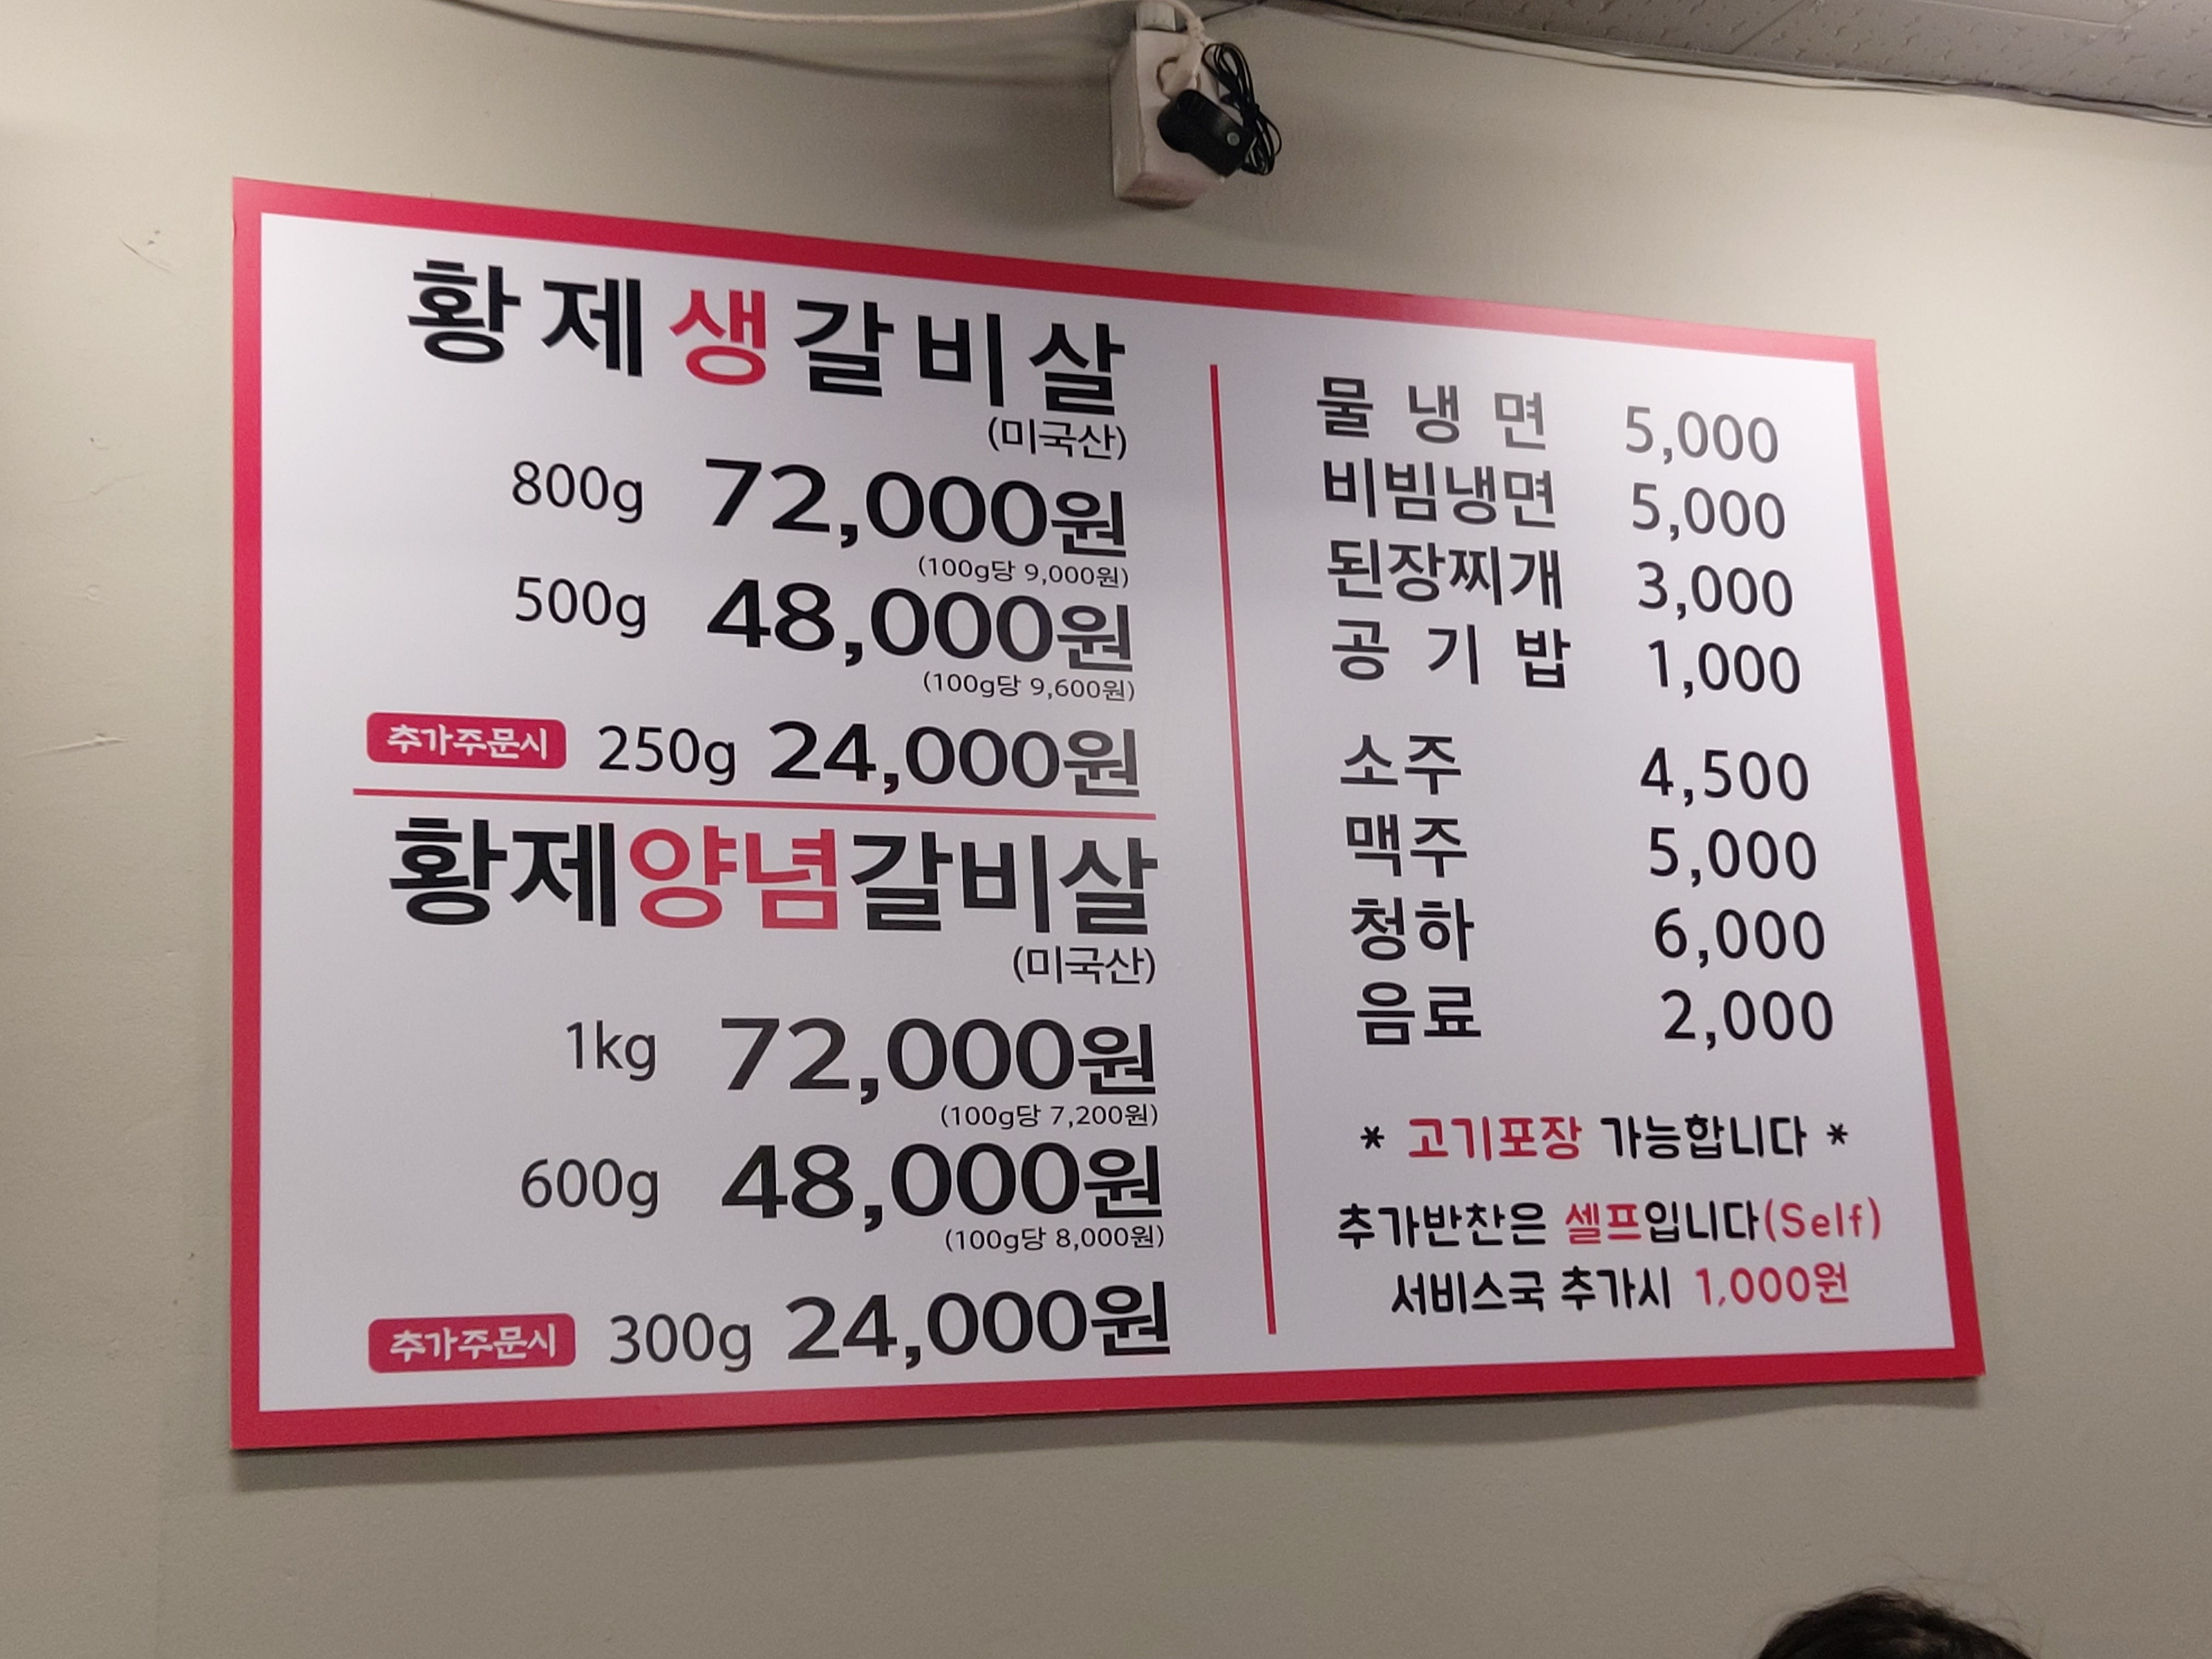 황제생갈비살
(미국산)
800g 72,000원
(100g당 9,000원)
500g 48,000원
(100g당 9,600원)
추가주문시 250g 24,000원
황제양념갈비살
(미국산)
1kg 72,000원
(100g당 7,200원)
600g 48,000원
(100g당 8,000원)
추가주문시 300g 24,000원
물냉면 5,000
비빔냉면 5,000
된장찌개 3,000
공기밥 1,000
소주 4,500
맥주 5,000
청하 6,000
음료 2,000
* 고기포장 가능합니다 *
추가반찬은 셀프입니다(Self)
서비스국 추가시 1,000원